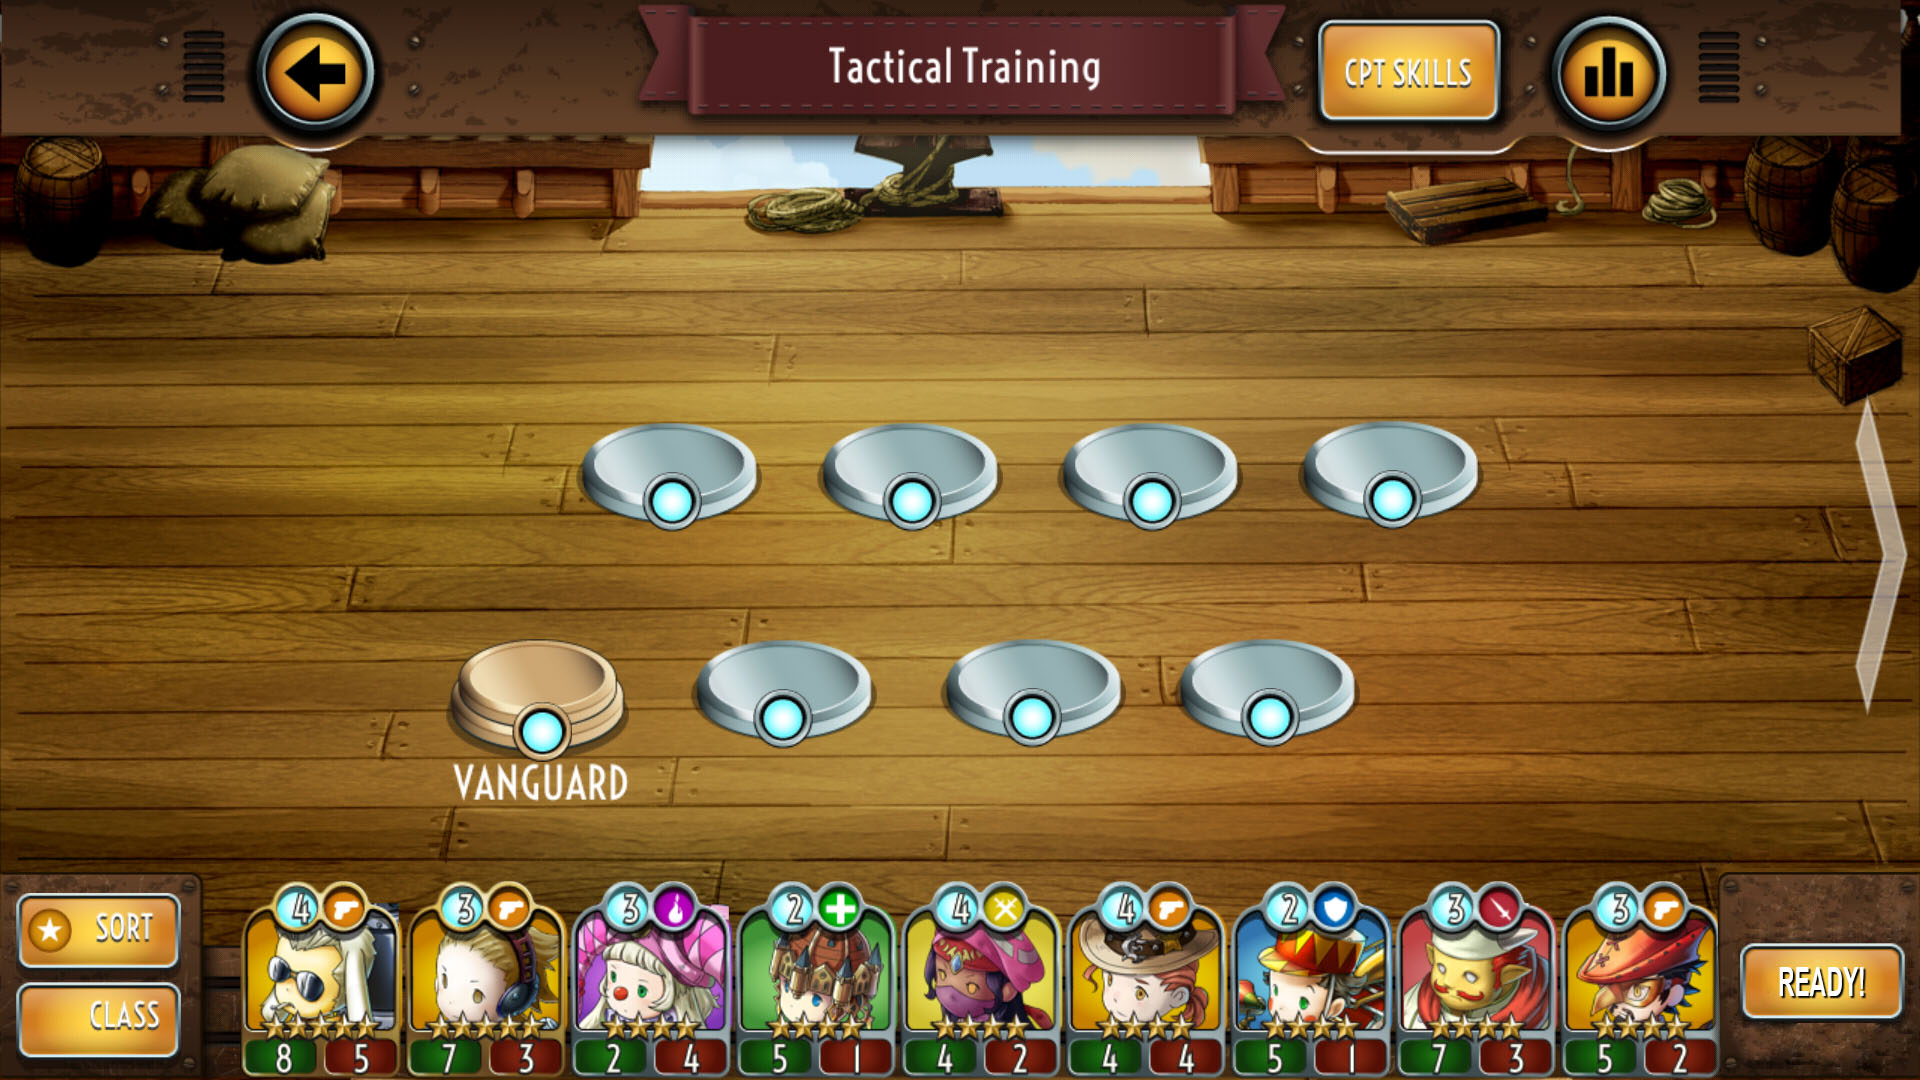 Tactical Training
CPT SKILLS
VANGUARD
SORT
CLASS
4 3 3 2 4 4 2 3 3
8 5 7 3 2 4 5 1 4 2 4 4 5 1 7 3 5 2
READY!